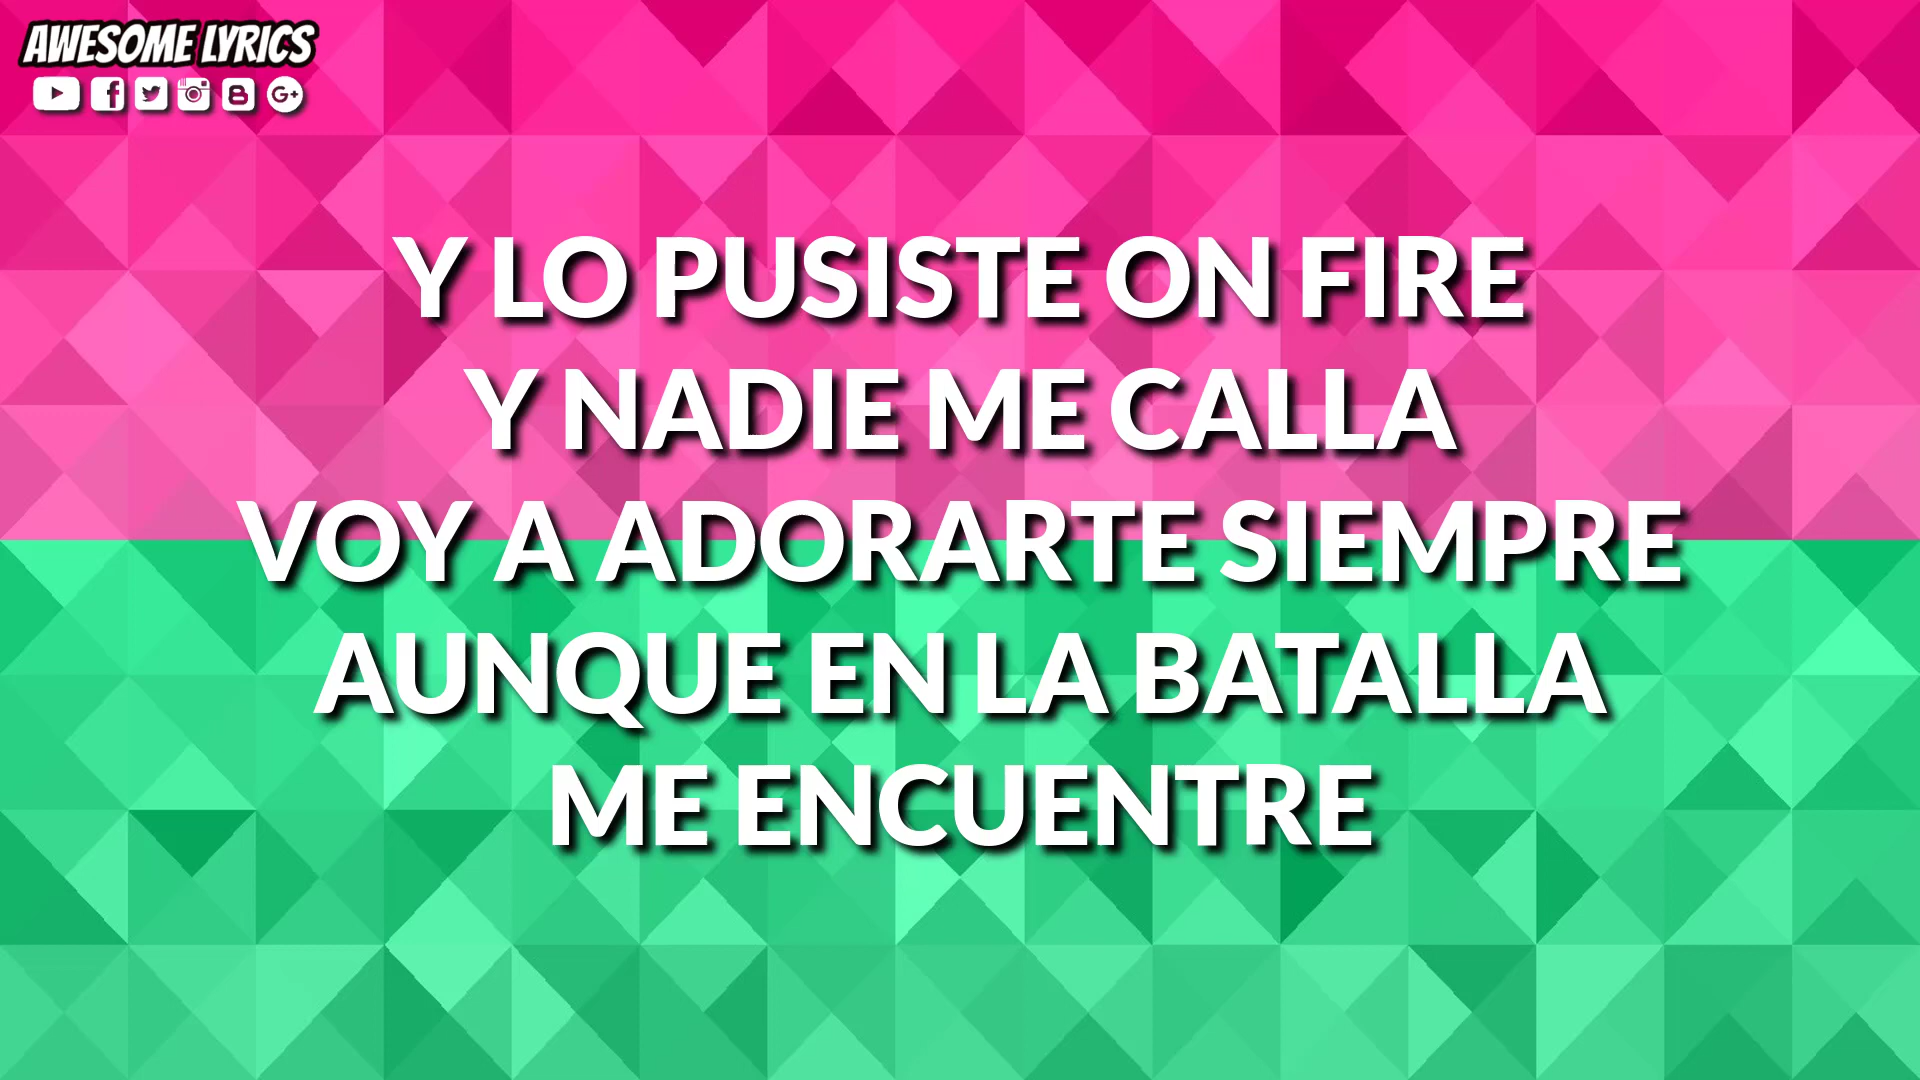 AWESOME LYRICS
Y LO PUSISTE ON FIRE
Y NADIE ME CALLA
VOY A ADORARTE SIEMPRE
AUNQUE EN LA BATALLA
ME ENCUENTRE